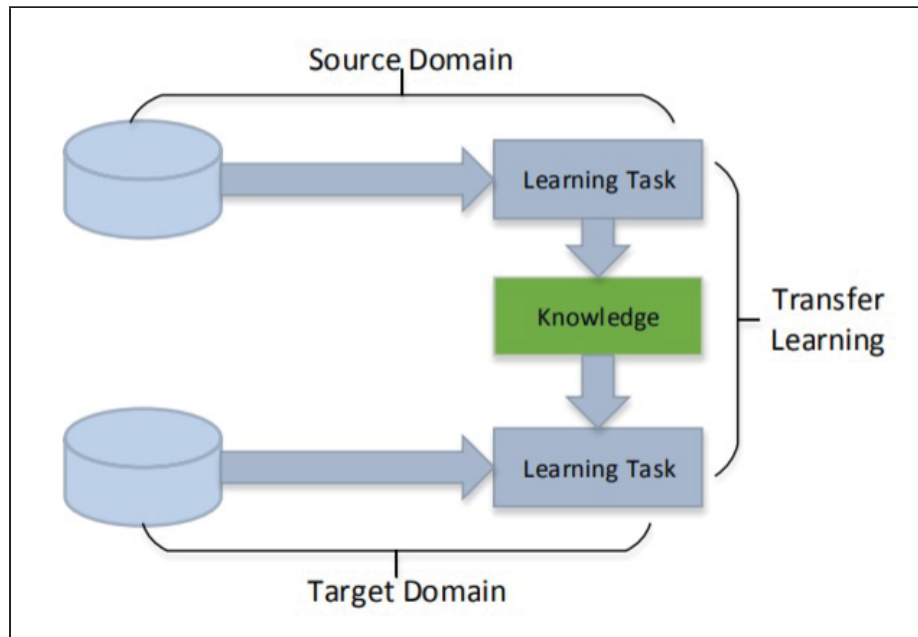 Source Domain
Learning Task
Knowledge
Transfer
Learning
Learning Task
Target Domain